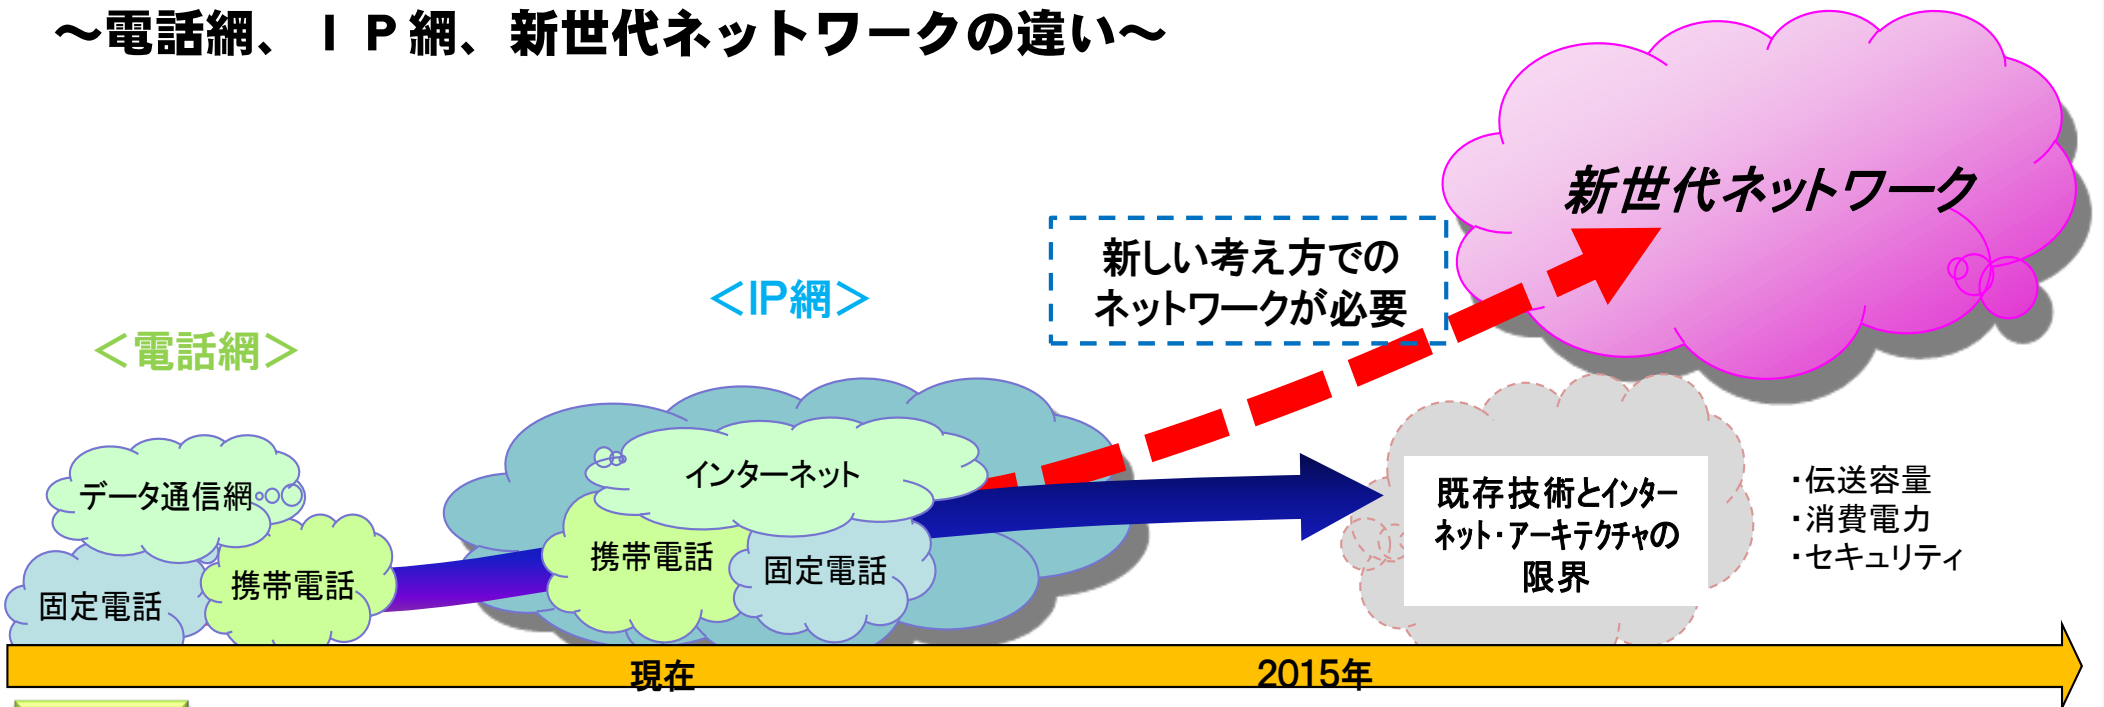 ～電話網、ＩＰ網、新世代ネットワークの違い～
新世代ネットワーク
新しい考え方での
ネットワークが必要
＜IP網＞
＜電話網＞
データ通信網
携帯電話
固定電話
インターネット
携帯電話
固定電話
既存技術とインター
ネット・アーキテクチャの
限界
・伝送容量
・消費電力
・セキュリティ
現在
2015年